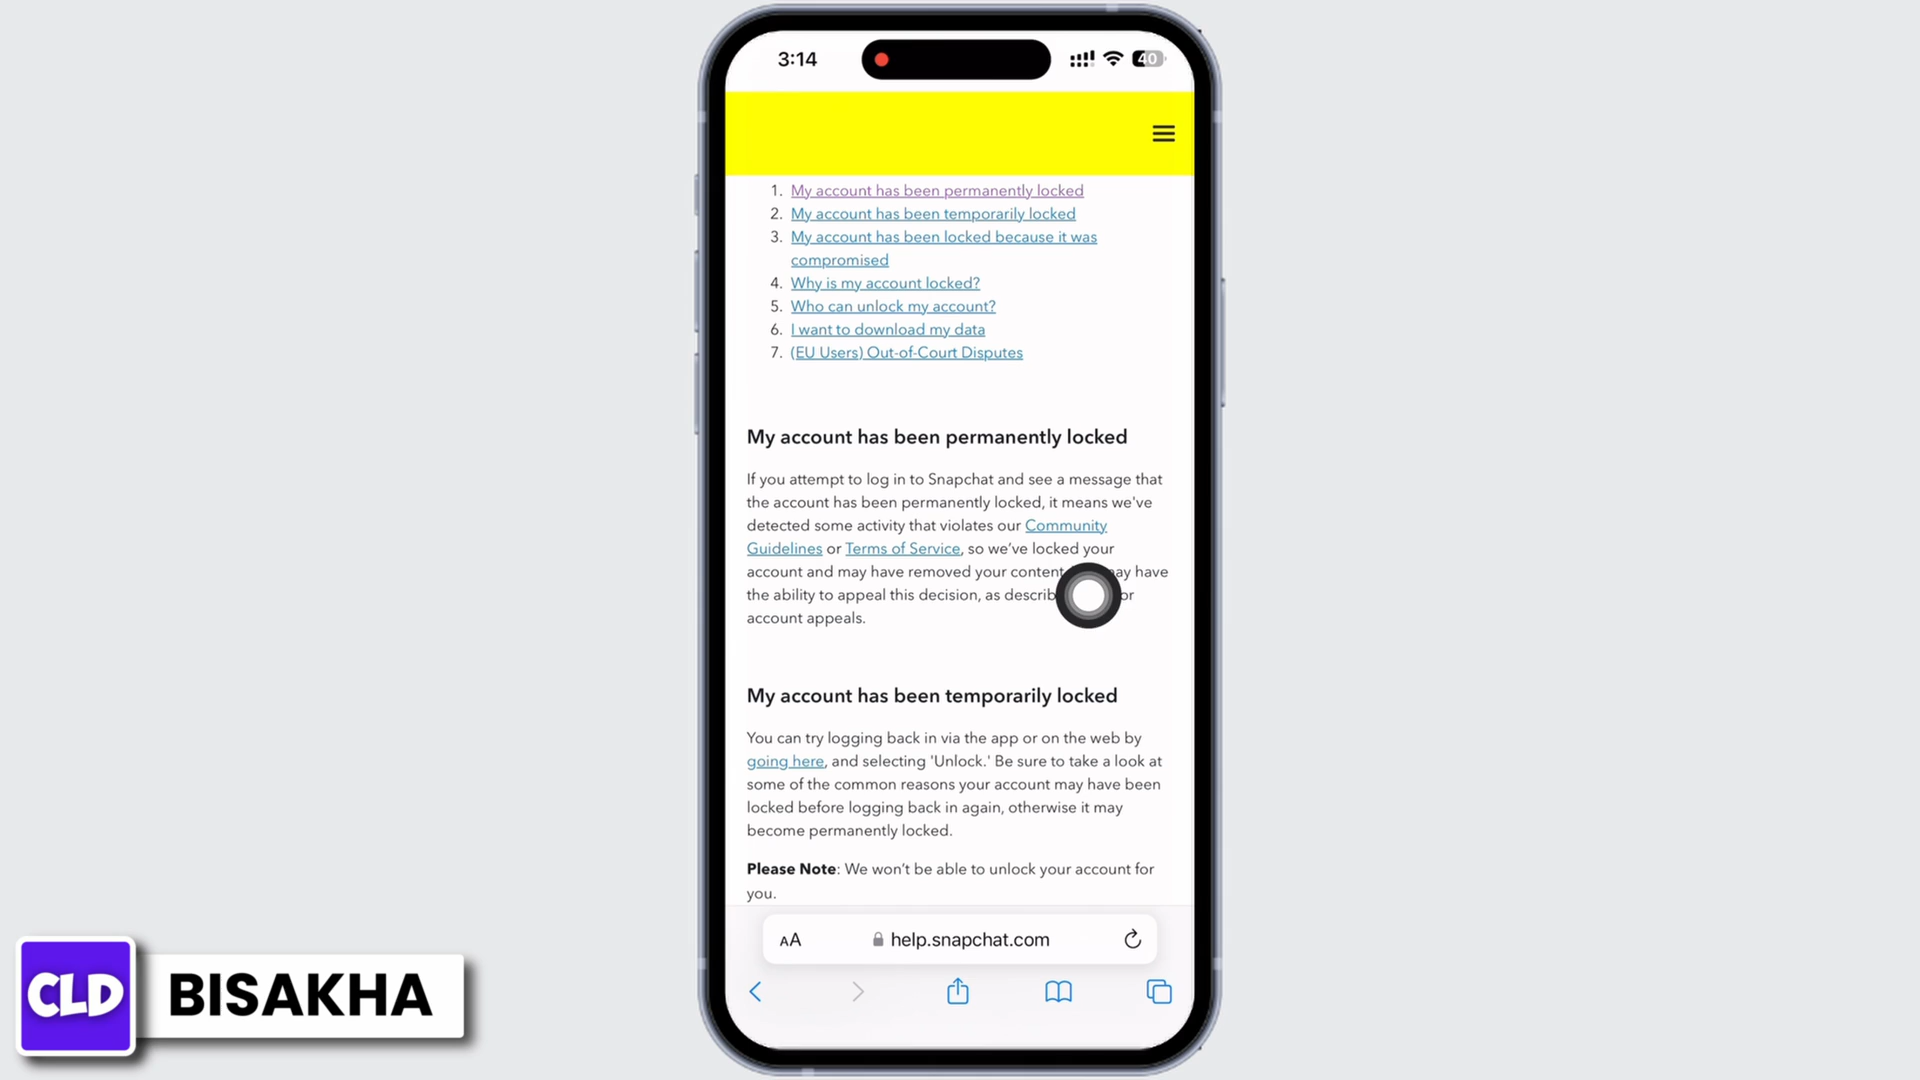 3:14
40
1. My account has been permanently locked
2. My account has been temporarily locked
3. My account has been locked because it was
compromised
4. Why is my account locked?
5. Who can unlock my account?
6. I want to download my data
7. (EU Users) Out-of-Court Disputes
My account has been permanently locked
If you attempt to log in to Snapchat and see a message that
the account has been permanently locked, it means we've
detected some activity that violates our Community
Guidelines or Terms of Service, so we've locked your
account and may have removed your content may have
the ability to appeal this decision, as describ or
account appeals.
My account has been temporarily locked
You can try logging back in via the app or on the web by
going here, and selecting 'Unlock.' Be sure to take a look at
some of the common reasons your account may have been
locked before logging back in again, otherwise it may
become permanently locked.
Please Note: We won't be able to unlock your account for
you.
AA help.snapchat.com
CLD BISAKHA